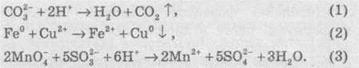 CO₃²⁻ + 2H⁺ → H₂O + CO₂ ↑, (1)
Fe⁰ + Cu²⁺ → Fe²⁺ + Cu⁰ ↓, (2)
2MnO₄⁻ + 5SO₃²⁻ + 6H⁺ → 2Mn²⁺ + 5SO₄²⁻ + 3H₂O. (3)